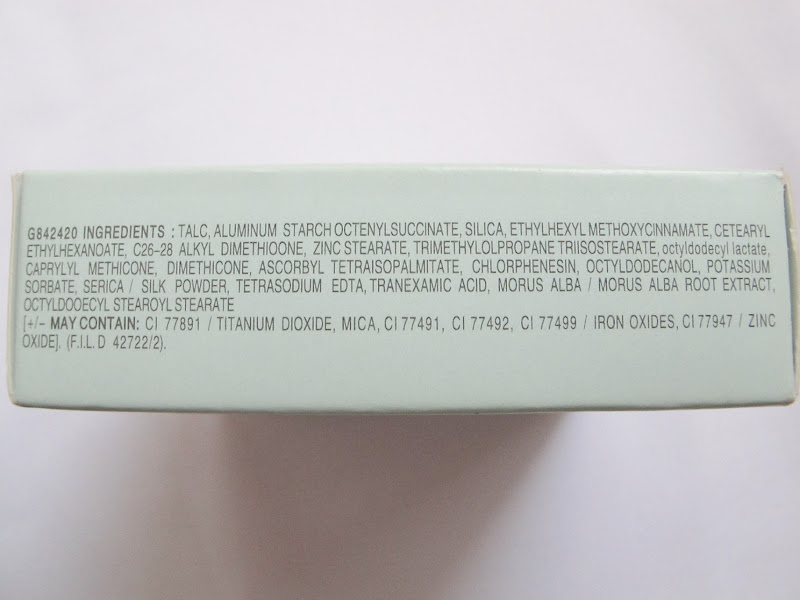 G842420 INGREDIENTS : TALC, ALUMINUM STARCH OCTENYLSUCCINATE, SILICA, ETHYLHEXYL METHOXYCINNAMATE, CETEARYL
ETHYLHEXANOATE, C26-28 ALKYL DIMETHIOONE, ZINC STEARATE, TRIMETHYLOLPROPANE TRIISOSTEARATE, octyldodecyl lactate,
CAPRYLYL METHICONE, DIMETHICONE, ASCORBYL TETRAISOPALMITATE, CHLORPHENESIN, OCTYLDODECANOL, POTASSIUM
SORBATE, SERICA / SILK POWDER, TETRASODIUM EDTA, TRANEXAMIC ACID, MORUS ALBA / MORUS ALBA ROOT EXTRACT,
OCTYLDOOECYL STEAROYL STEARATE
[+/- MAY CONTAIN: CI 77891 / TITANIUM DIOXIDE, MICA, CI 77491, CI 77492, CI 77499 / IRON OXIDES, CI 77947 / ZINC
OXIDE]. (F.I.L. D 42722/2).